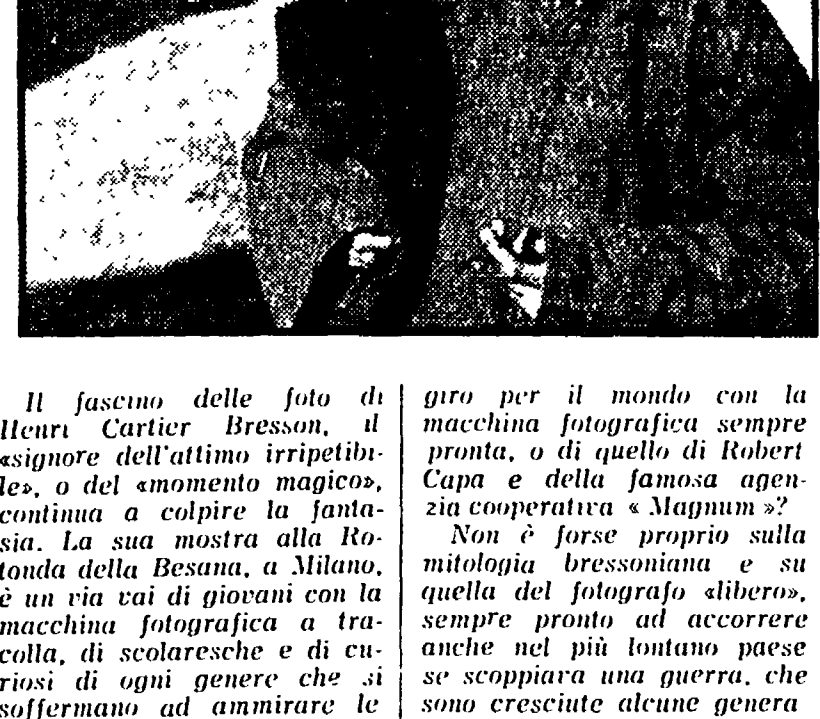 Il fascino delle foto di
Henri Cartier Bresson, il
«signore dell'attimo irripetibi-
le», o del «momento magico»,
continua a colpire la fanta-
sia. La sua mostra alla Ro-
tonda della Besana, a Milano,
è un via vai di giovani con la
macchina fotografica a tra-
colla, di scolaresche e di cu-
riosi di ogni genere che si
soffermano ad ammirare le
giro per il mondo con la
macchina fotografica sempre
pronta, o di quello di Robert
Capa e della famosa agen-
zia cooperativa « Magnum »?
Non è forse proprio sulla
mitologia bressoniana e su
quella del fotografo «libero»,
sempre pronto ad accorrere
anche nel più lontano paese
se scoppiava una guerra, che
sono cresciute alcune genera